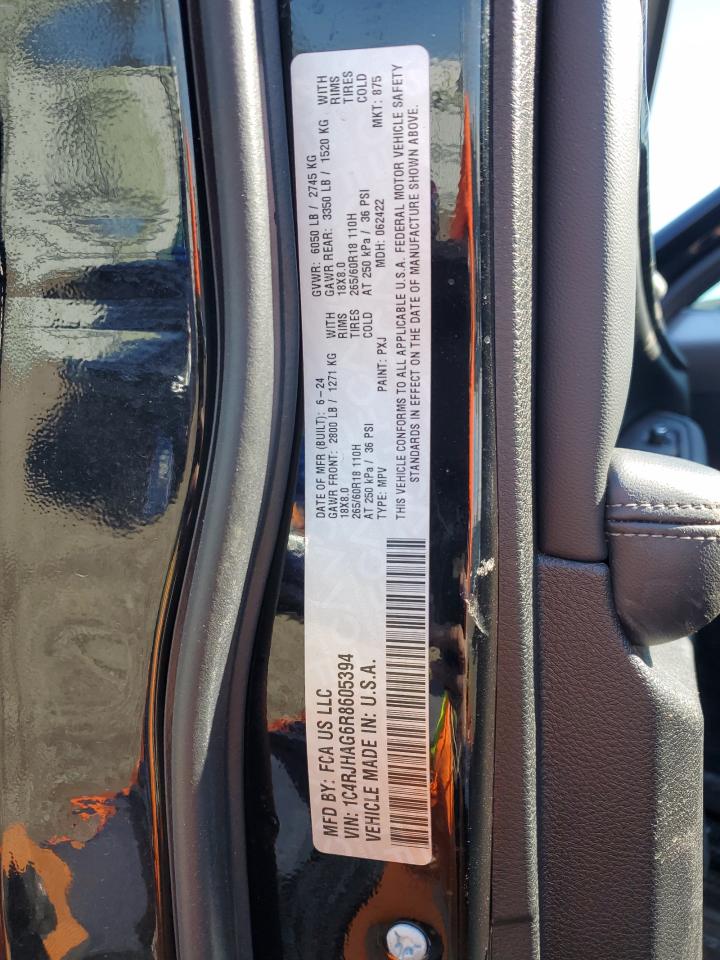 MFD BY: FCA US LLC
VIN: 1C4RJHAG6R8605394
VEHICLE MADE IN: U.S.A.
DATE OF MFR (BUILT): 6-24 GVWR: 6050 LB / 2745 KG
GAWR FRONT: 2800 LB / 1271 KG WITH GAWR REAR: 3350 LB / 1520 KG WITH
18X8.0 RIMS 18X8.0 RIMS
265/60R18 110H TIRES 265/60R18 110H TIRES
AT 250 kPa / 36 PSI COLD AT 250 kPa / 36 PSI COLD
TYPE: MPV PAINT: PXJ MDH: 062422 MKT: 875
THIS VEHICLE CONFORMS TO ALL APPLICABLE U.S.A. FEDERAL MOTOR VEHICLE SAFETY
STANDARDS IN EFFECT ON THE DATE OF MANUFACTURE SHOWN ABOVE.